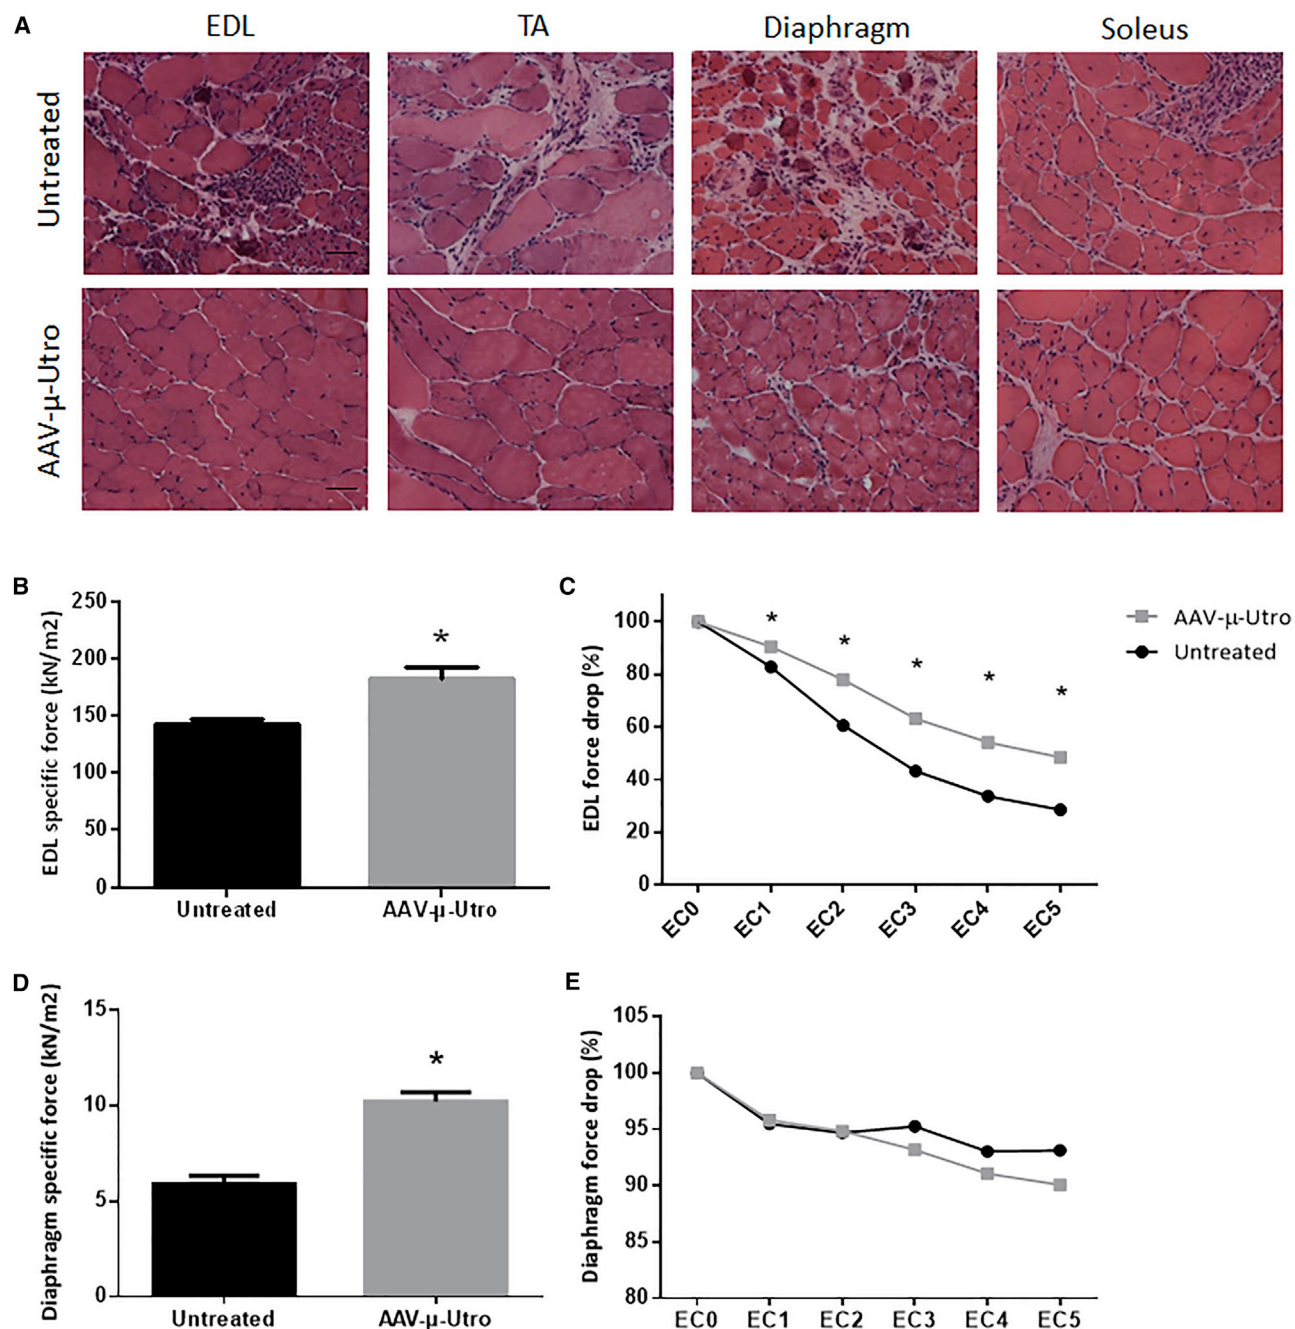 A
EDL
TA
Diaphragm
Soleus
Untreated
AAV-μ-Utro
B
EDL specific force (kN/m2)
250
200
150
100
50
0
*
Untreated
AAV-μ-Utro
C
EDL force drop (%)
100
80
60
40
20
0
* * * * *
EC0 EC1 EC2 EC3 EC4 EC5
AAV-μ-Utro
Untreated
D
Diaphragm specific force (kN/m2)
15
10
5
0
*
Untreated
AAV-μ-Utro
E
Diaphragm force drop (%)
105
100
95
90
85
80
EC0 EC1 EC2 EC3 EC4 EC5